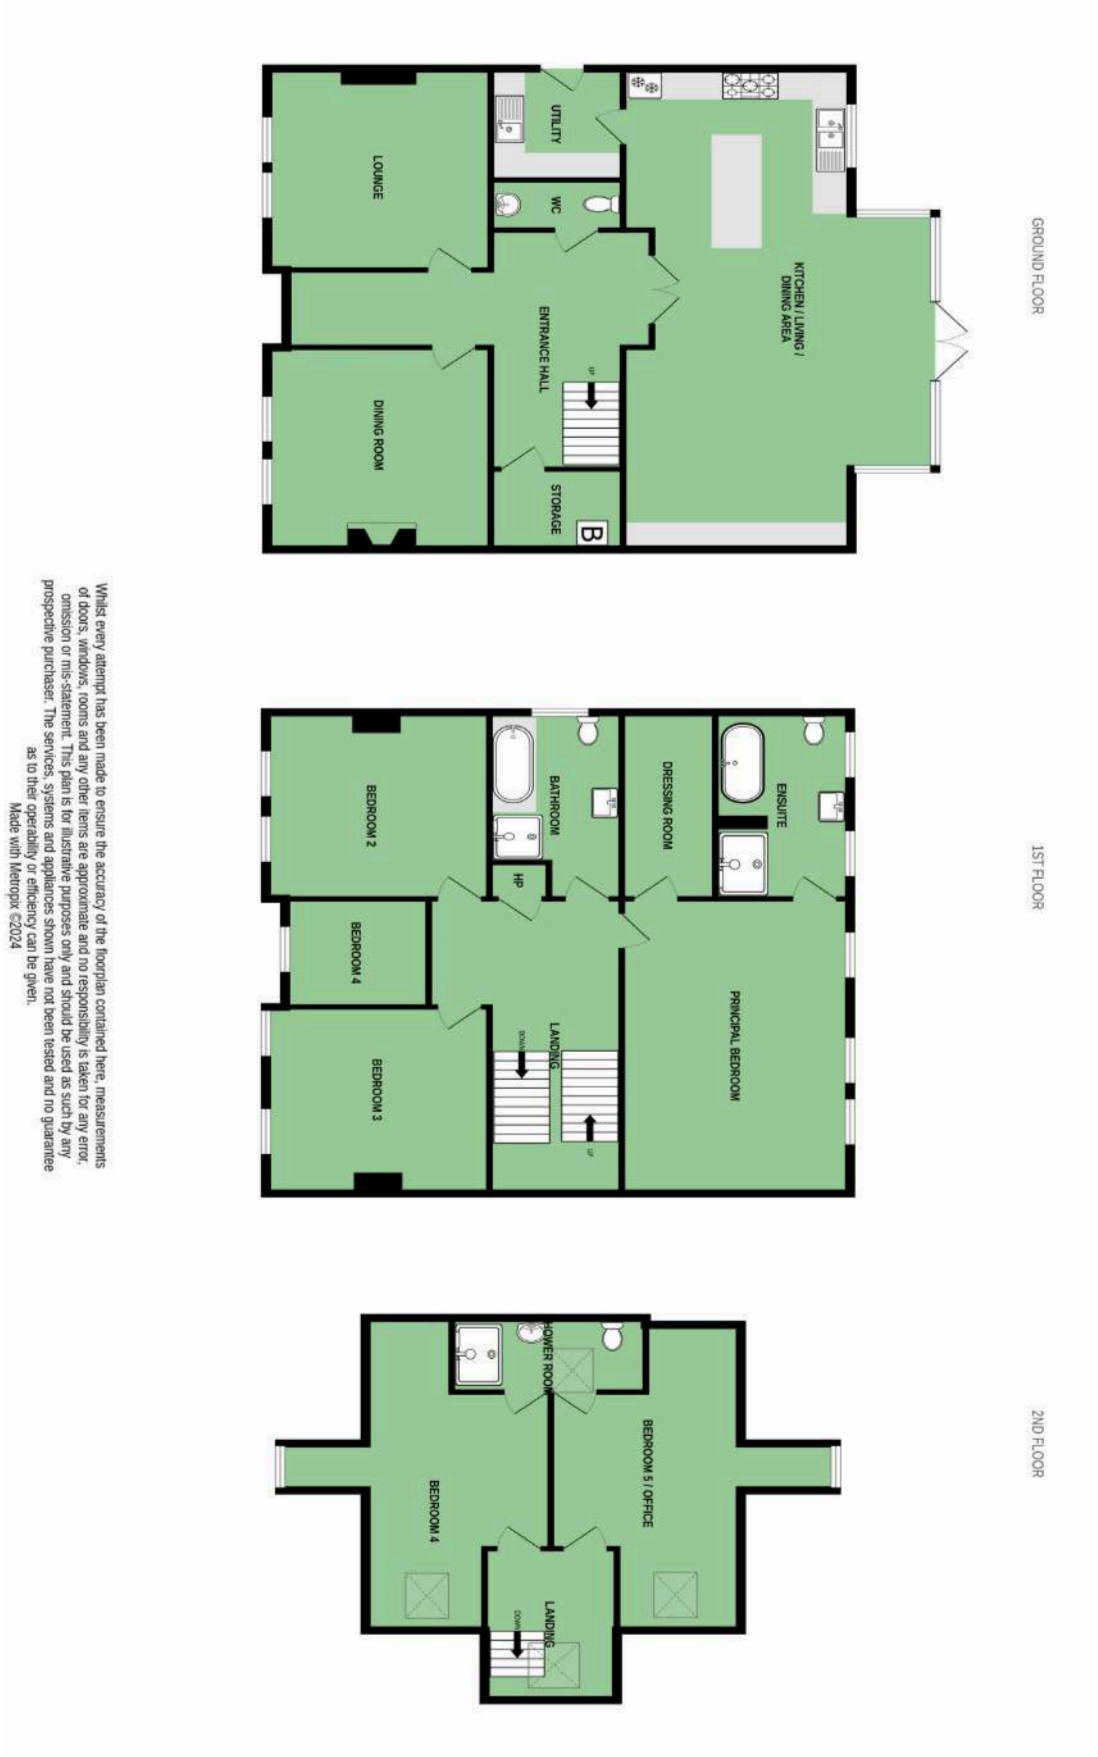 GROUND FLOOR
KITCHEN / LIVING /
DINING AREA
UTILITY
WC
ENTRANCE HALL
UP
STORAGE
B
LOUNGE
DINING ROOM
1ST FLOOR
ENSUITE
DRESSING ROOM
PRINCIPAL BEDROOM
BATHROOM
HP
LANDING
DOWN
UP
BEDROOM 2
BEDROOM 4
BEDROOM 3
2ND FLOOR
HOWER ROOM
BEDROOM 5 / OFFICE
BEDROOM 4
LANDING
DOWN
Whilst every attempt has been made to ensure the accuracy of the floorplan contained here, measurements
of doors, windows, rooms and any other items are approximate and no responsibility is taken for any error,
omission or mis-statement. This plan is for illustrative purposes only and should be used as such by any
prospective purchaser. The services, systems and appliances shown have not been tested and no guarantee
as to their operability or efficiency can be given.
Made with Metropix ©2024